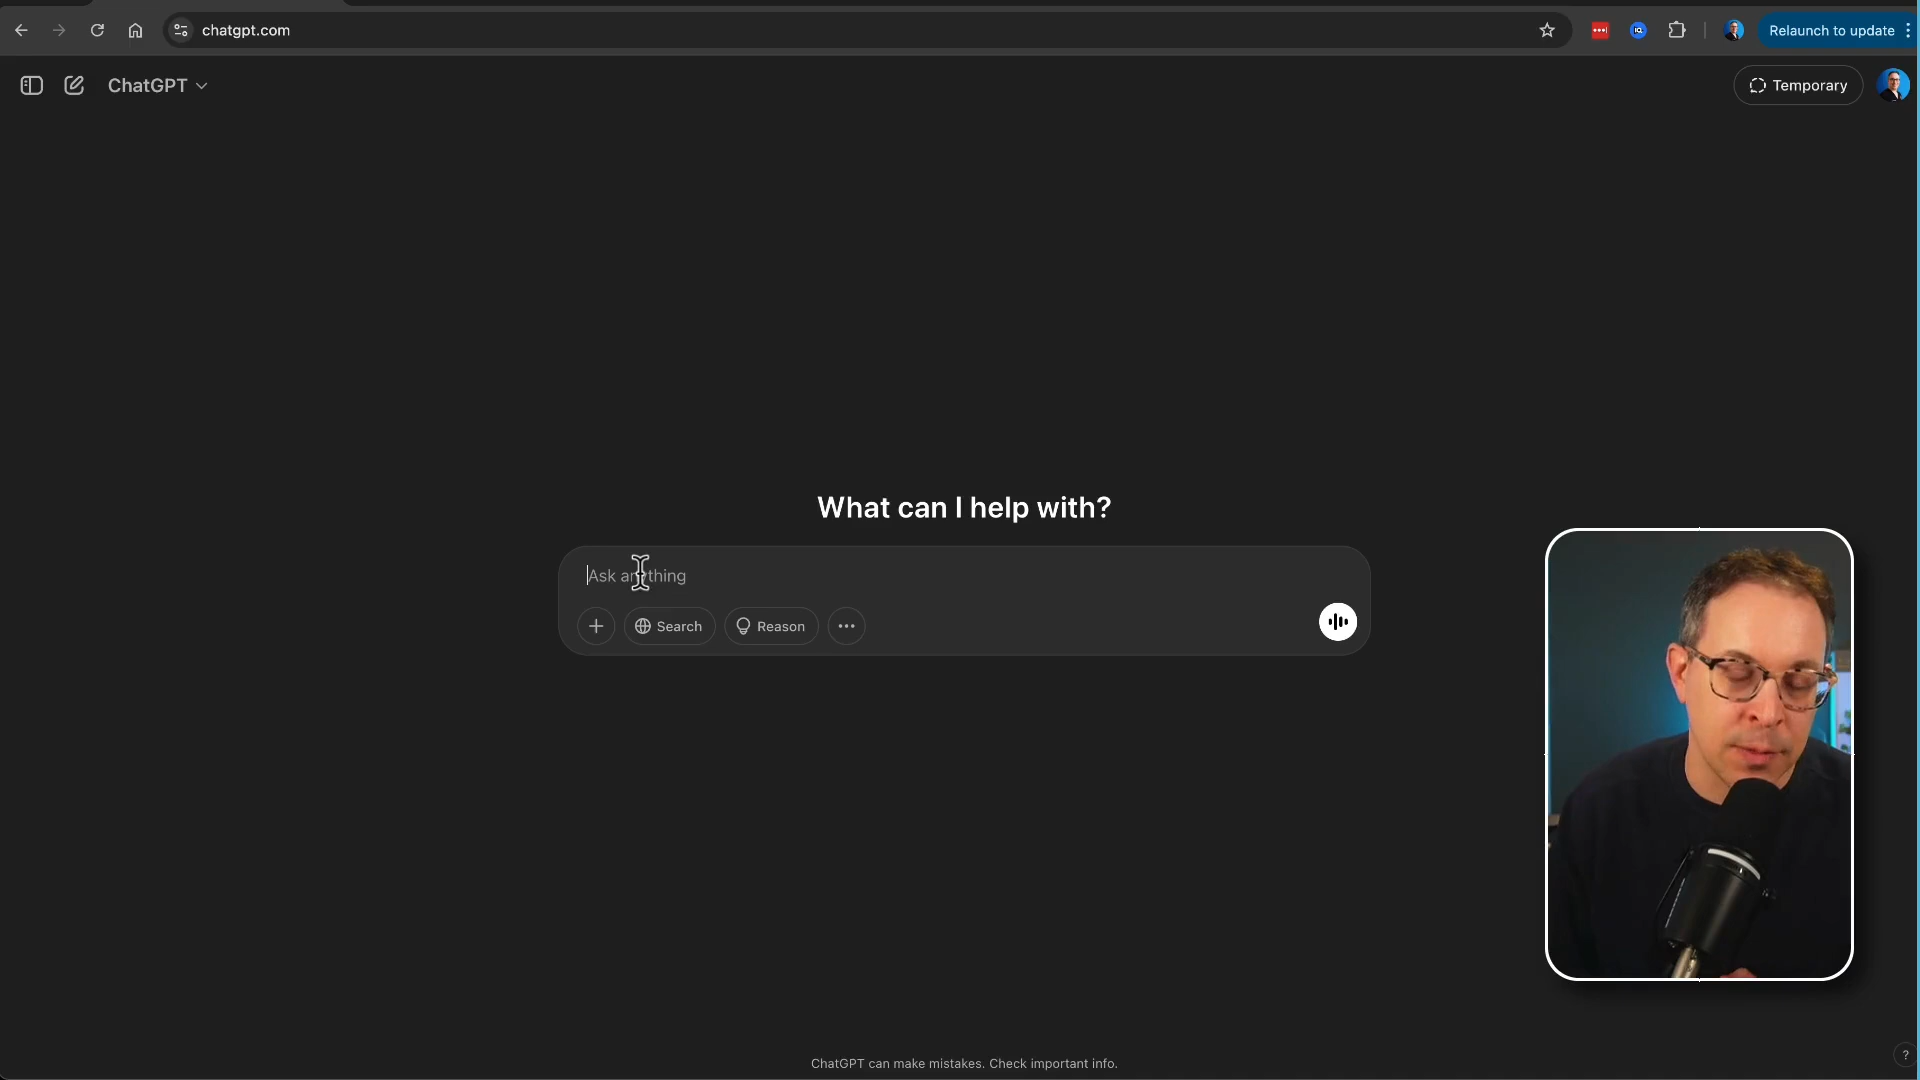 chatgpt.com
Relaunch to update
ChatGPT
Temporary
What can I help with?
Ask anything
Search
Reason
ChatGPT can make mistakes. Check important info.
?